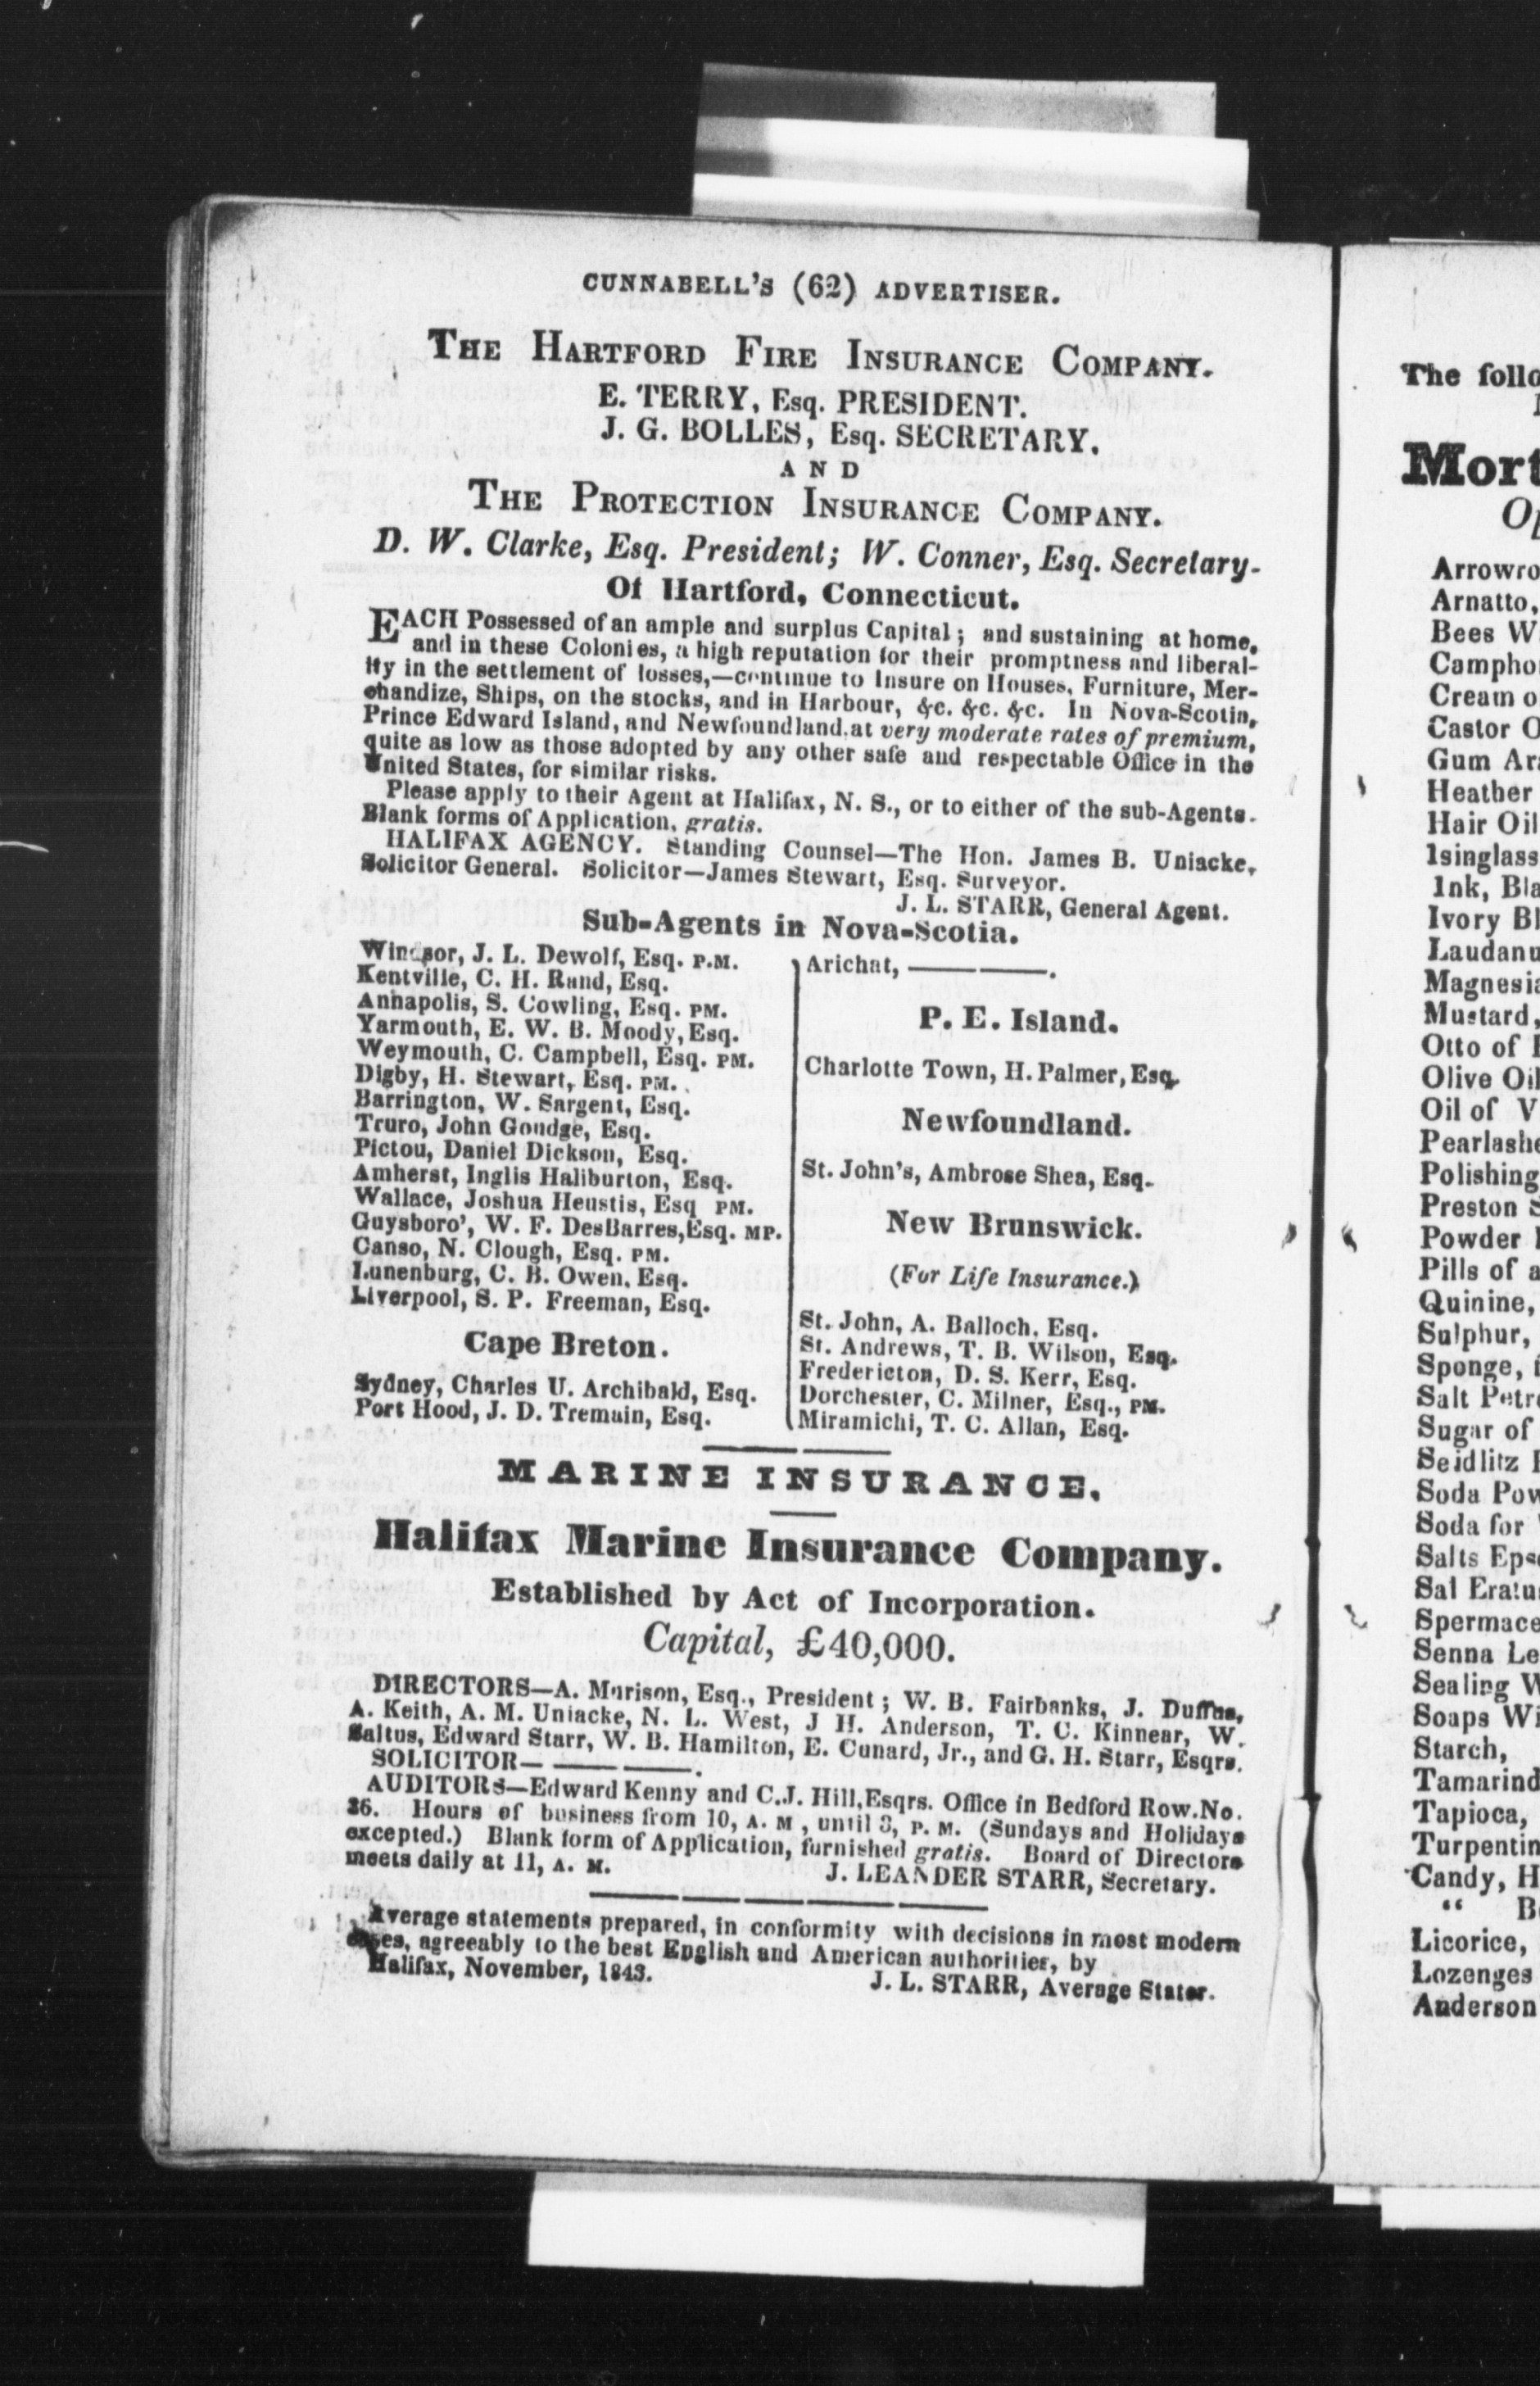 CUNNABELL'S (62) ADVERTISER.
THE HARTFORD FIRE INSURANCE COMPANY.
E. TERRY, Esq. PRESIDENT.
J. G. BOLLES, Esq. SECRETARY.
AND
THE PROTECTION INSURANCE COMPANY.
D. W. Clarke, Esq. President; W. Conner, Esq. Secretary-
Of Hartford, Connecticut.
EACH Possessed of an ample and surplus Capital; and sustaining at home,
and in these Colonies, a high reputation for their promptness and liberal-
ity in the settlement of losses,—continue to Insure on Houses, Furniture, Mer-
chandize, Ships, on the stocks, and in Harbour, &c. &c. &c. In Nova-Scotia,
Prince Edward Island, and Newfoundland, at very moderate rates of premium,
quite as low as those adopted by any other safe and respectable Office in the
United States, for similar risks.
Please apply to their Agent at Halifax, N. S., or to either of the sub-Agents.
Blank forms of Application, gratis.
HALIFAX AGENCY. Standing Counsel—The Hon. James B. Uniacke,
Solicitor General. Solicitor—James Stewart, Esq. Surveyor.
J. L. STARR, General Agent.
Sub-Agents in Nova-Scotia.
Windsor, J. L. Dewolf, Esq. P.M.
Kentville, C. H. Rand, Esq.
Annapolis, S. Cowling, Esq. PM.
Yarmouth, E. W. B. Moody, Esq.
Weymouth, C. Campbell, Esq. PM.
Digby, H. Stewart, Esq. PM.
Barrington, W. Sargent, Esq.
Truro, John Goudge, Esq.
Pictou, Daniel Dickson, Esq.
Amherst, Inglis Haliburton, Esq.
Wallace, Joshua Heustis, Esq PM.
Guysboro', W. F. DesBarres, Esq. MP.
Canso, N. Clough, Esq. PM.
Lunenburg, C. B. Owen, Esq.
Liverpool, S. P. Freeman, Esq.
Cape Breton.
Sydney, Charles U. Archibald, Esq.
Port Hood, J. D. Tremain, Esq.
Arichat, — —.
P. E. Island.
Charlotte Town, H. Palmer, Esq.
Newfoundland.
St. John's, Ambrose Shea, Esq.
New Brunswick.
(For Life Insurance.)
St. John, A. Balloch, Esq.
St. Andrews, T. B. Wilson, Esq.
Fredericton, D. S. Kerr, Esq.
Dorchester, C. Milner, Esq., PM.
Miramichi, T. C. Allan, Esq.
MARINE INSURANCE.
Halifax Marine Insurance Company.
Established by Act of Incorporation.
Capital, £40,000.
DIRECTORS—A. Murison, Esq., President; W. B. Fairbanks, J. Duffus,
A. Keith, A. M. Uniacke, N. L. West, J H. Anderson, T. C. Kinnear, W.
Saltus, Edward Starr, W. B. Hamilton, E. Cunard, Jr., and G. H. Starr, Esqrs.
SOLICITOR— — —.
AUDITORS—Edward Kenny and C.J. Hill, Esqrs. Office in Bedford Row. No.
36. Hours of business from 10, A. M, until 3, P. M. (Sundays and Holidays
excepted.) Blank form of Application, furnished gratis. Board of Directors
meets daily at 11, A. M.
J. LEANDER STARR, Secretary.
Average statements prepared, in conformity with decisions in most modern
cases, agreeably to the best English and American authorities, by
Halifax, November, 1843.
J. L. STARR, Average Stater.
The follo
Mort
Arrowro
Arnatto,
Bees W
Campho
Cream o
Castor O
Gum Ar
Heather
Hair Oil
Isinglass
Ink, Bla
Ivory Bl
Laudanu
Magnesia
Mustard,
Otto of
Olive Oil
Oil of V
Pearlashe
Polishing
Preston S
Powder
Pills of a
Quinine,
Sulphur,
Sponge, i
Salt Petr
Sugar of
Seidlitz
Soda Pow
Soda for
Salts Eps
Sal Eratu
Spermace
Senna Le
Sealing W
Soaps Wi
Starch,
Tamarind
Tapioca,
Turpentin
Candy, H
" B
Licorice,
Lozenges
Anderson